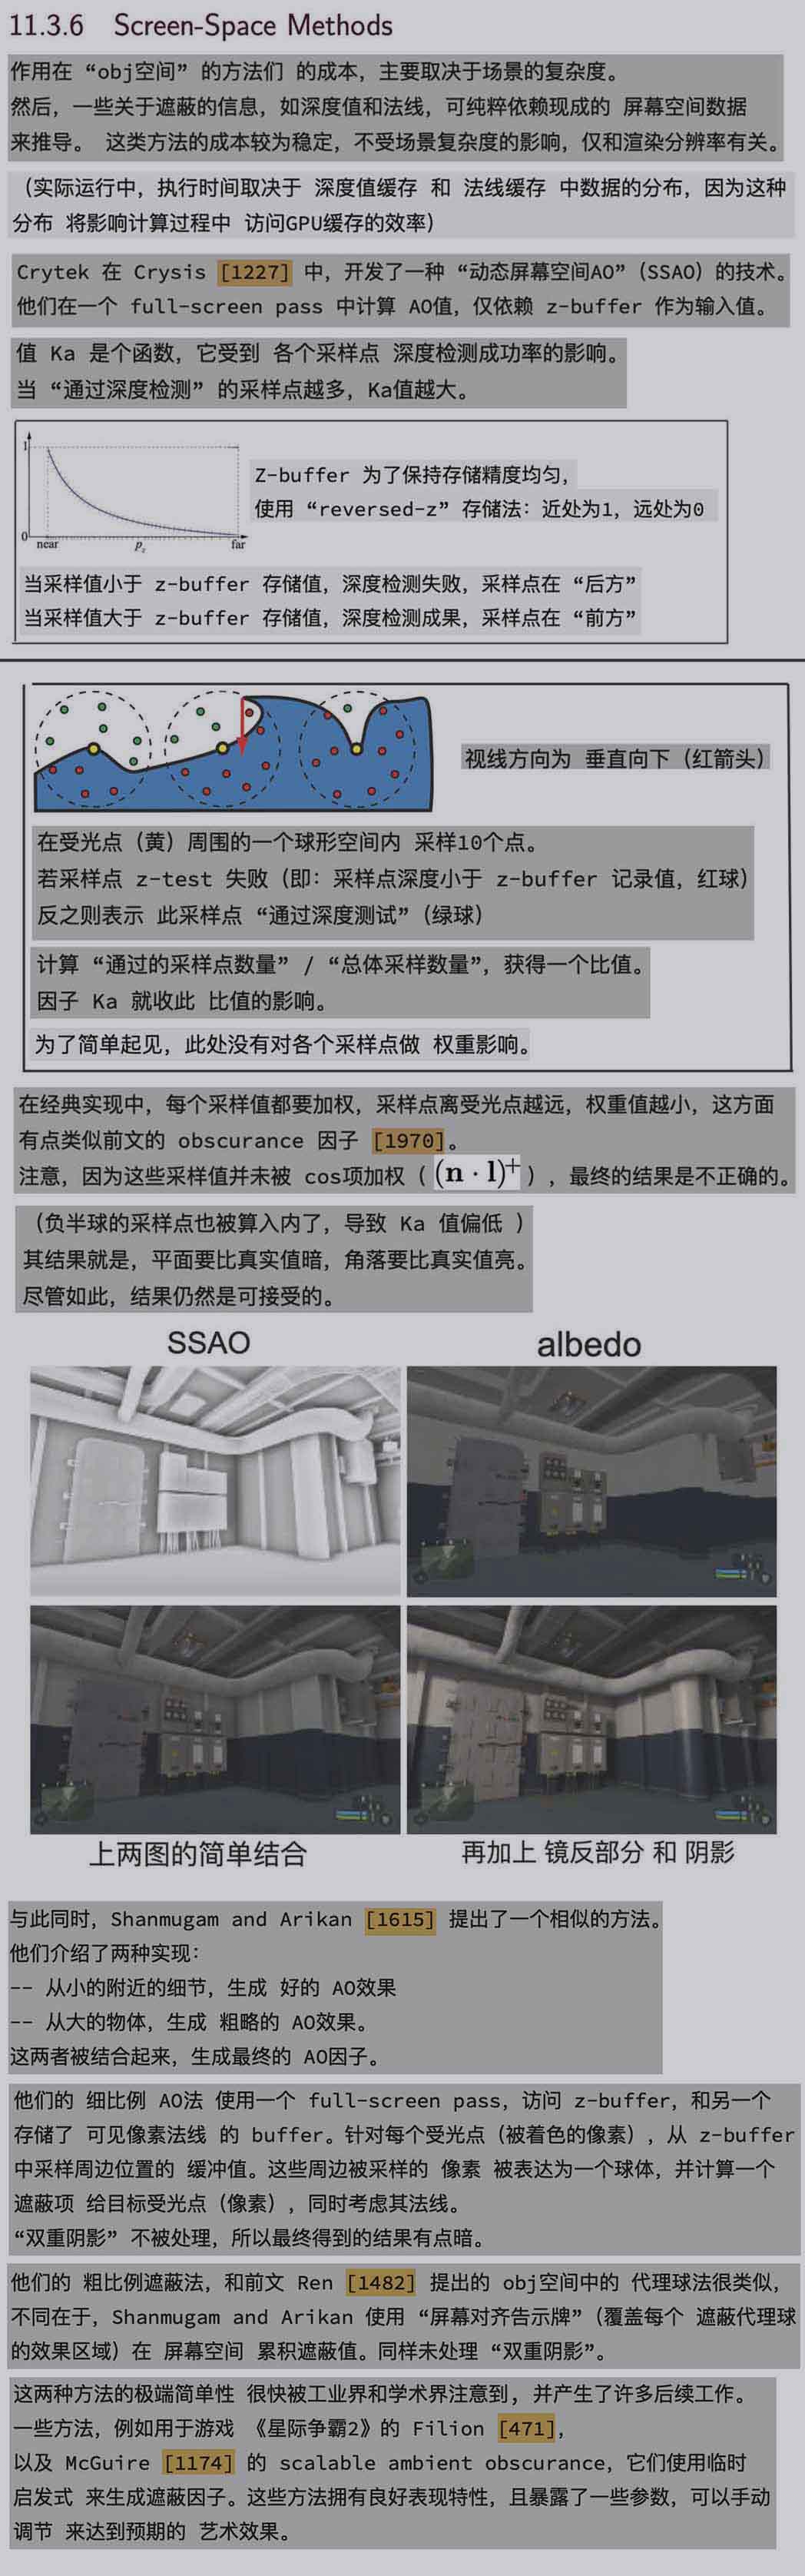 11.3.6 Screen-Space Methods
作用在 “obj空间” 的方法们 的成本，主要取决于场景的复杂度。
然后，一些关于遮蔽的信息，如深度值和法线，可纯粹依赖现成的 屏幕空间数据
来推导。 这类方法的成本较为稳定，不受场景复杂度的影响，仅和渲染分辨率有关。
（实际运行中，执行时间取决于 深度值缓存 和 法线缓存 中数据的分布，因为这种
分布 将影响计算过程中 访问GPU缓存的效率）
Crytek 在 Crysis [1227] 中，开发了一种 “动态屏幕空间AO”（SSAO）的技术。
他们在一个 full-screen pass 中计算 AO值，仅依赖 z-buffer 作为输入值。
值 Ka 是个函数，它受到 各个采样点 深度检测成功率的影响。
当 “通过深度检测” 的采样点越多，Ka值越大。
1
0
near
pz
far
Z-buffer 为了保持存储精度均匀，
使用 “reversed-z” 存储法：近处为1，远处为0
当采样值小于 z-buffer 存储值，深度检测失败，采样点在 “后方”
当采样值大于 z-buffer 存储值，深度检测成果，采样点在 “前方”
视线方向为 垂直向下（红箭头）
在受光点（黄）周围的一个球形空间内 采样10个点。
若采样点 z-test 失败（即：采样点深度小于 z-buffer 记录值，红球）
反之则表示 此采样点 “通过深度测试”（绿球）
计算 “通过的采样点数量” / “总体采样数量”，获得一个比值。
因子 Ka 就收此 比值的影响。
为了简单起见，此处没有对各个采样点做 权重影响。
在经典实现中，每个采样值都要加权，采样点离受光点越远，权重值越小，这方面
有点类似前文的 obscurance 因子 [1970]。
注意，因为这些采样值并未被 cos项加权（ (n · l)⁺ ），最终的结果是不正确的。
（负半球的采样点也被算入内了，导致 Ka 值偏低 ）
其结果就是，平面要比真实值暗，角落要比真实值亮。
尽管如此，结果仍然是可接受的。
SSAO
albedo
上两图的简单结合
再加上 镜反部分 和 阴影
与此同时，Shanmugam and Arikan [1615] 提出了一个相似的方法。
他们介绍了两种实现：
-- 从小的附近的细节，生成 好的 AO效果
-- 从大的物体，生成 粗略的 AO效果。
这两者被结合起来，生成最终的 AO因子。
他们的 细比例 AO法 使用一个 full-screen pass，访问 z-buffer，和另一个
存储了 可见像素法线 的 buffer。针对每个受光点（被着色的像素），从 z-buffer
中采样周边位置的 缓冲值。这些周边被采样的 像素 被表达为一个球体，并计算一个
遮蔽项 给目标受光点（像素），同时考虑其法线。
“双重阴影” 不被处理，所以最终得到的结果有点暗。
他们的 粗比例遮蔽法，和前文 Ren [1482] 提出的 obj空间中的 代理球法很类似，
不同在于，Shanmugam and Arikan 使用 “屏幕对齐告示牌”（覆盖每个 遮蔽代理球
的效果区域）在 屏幕空间 累积遮蔽值。同样未处理 “双重阴影”。
这两种方法的极端简单性 很快被工业界和学术界注意到，并产生了许多后续工作。
一些方法，例如用于游戏 《星际争霸2》的 Filion [471]，
以及 McGuire [1174] 的 scalable ambient obscurance，它们使用临时
启发式 来生成遮蔽因子。这些方法拥有良好表现特性，且暴露了一些参数，可以手动
调节 来达到预期的 艺术效果。